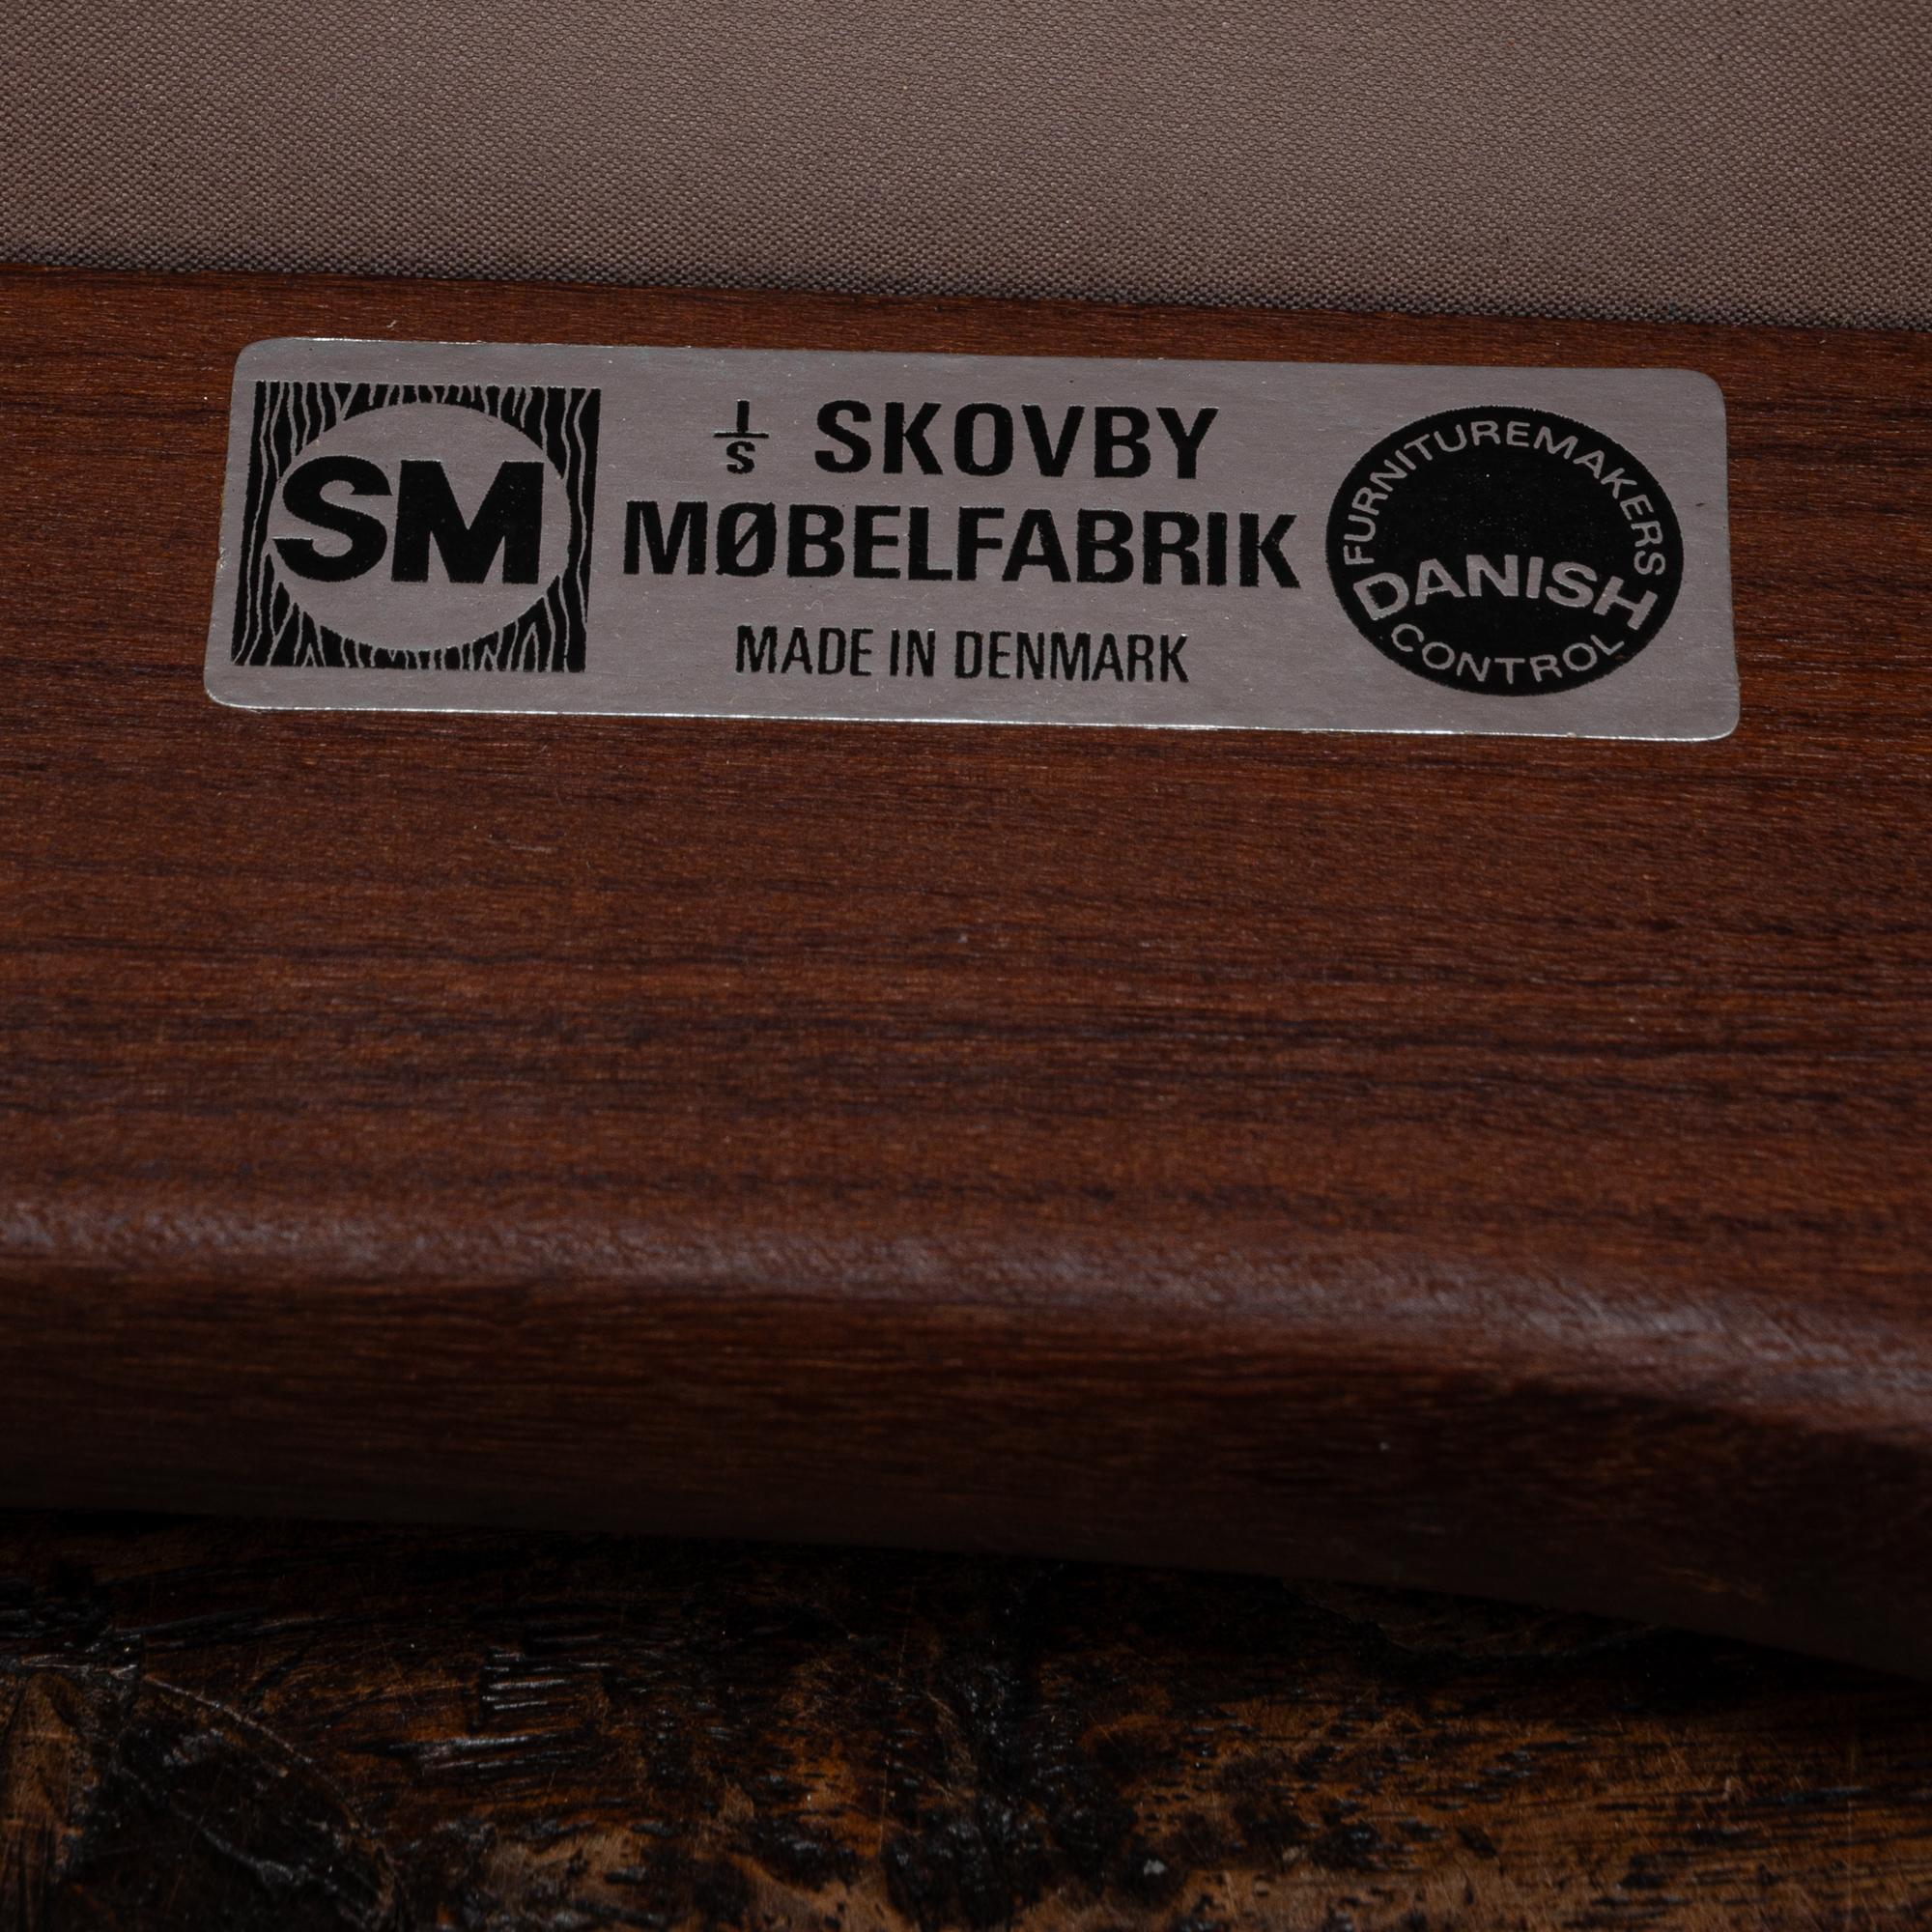 SM
I/S SKOVBY
MØBELFABRIK
MADE IN DENMARK
FURNITUREMAKERS
DANISH
CONTROL